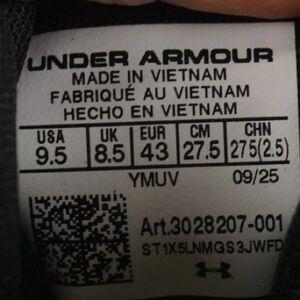 UNDER ARMOUR
MADE IN VIETNAM
FABRIQUÉ AU VIETNAM
HECHO EN VIETNAM
USA UK EUR CM CHN
9.5 8.5 43 27.5 275(2.5)
YMUV 09/25
Art.3028207-001
ST1X5LNMGS3JWFD